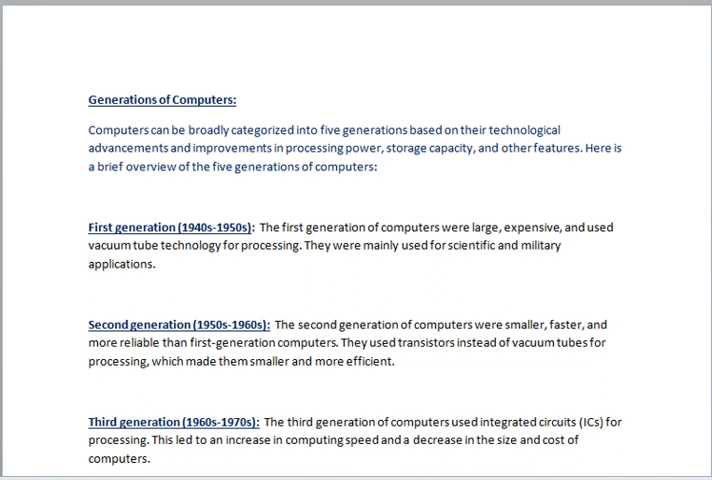 Generations of Computers:
Computers can be broadly categorized into five generations based on their technological
advancements and improvements in processing power, storage capacity, and other features. Here is
a brief overview of the five generations of computers:
First generation (1940s-1950s): The first generation of computers were large, expensive, and used
vacuum tube technology for processing. They were mainly used for scientific and military
applications.
Second generation (1950s-1960s): The second generation of computers were smaller, faster, and
more reliable than first-generation computers. They used transistors instead of vacuum tubes for
processing, which made them smaller and more efficient.
Third generation (1960s-1970s): The third generation of computers used integrated circuits (ICs) for
processing. This led to an increase in computing speed and a decrease in the size and cost of
computers.